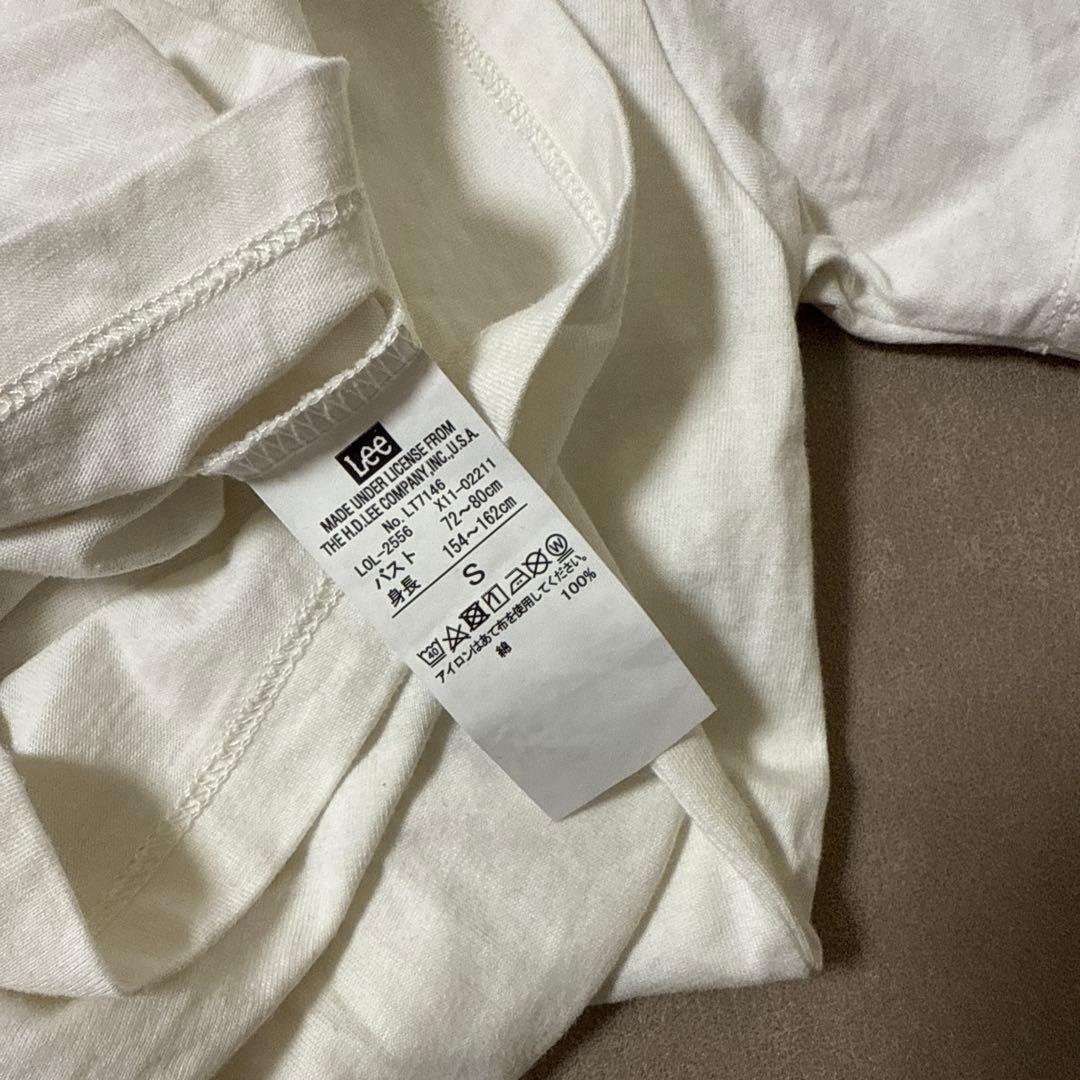 Lee
MADE UNDER LICENSE FROM
THE H.D.LEE COMPANY,INC.,U.S.A.
No. LT7146
LOL-2556 X11-02211
バスト 72～80cm
身長 154～162cm
S
40 W
アイロンはあて布を使用してください。
綿 100%